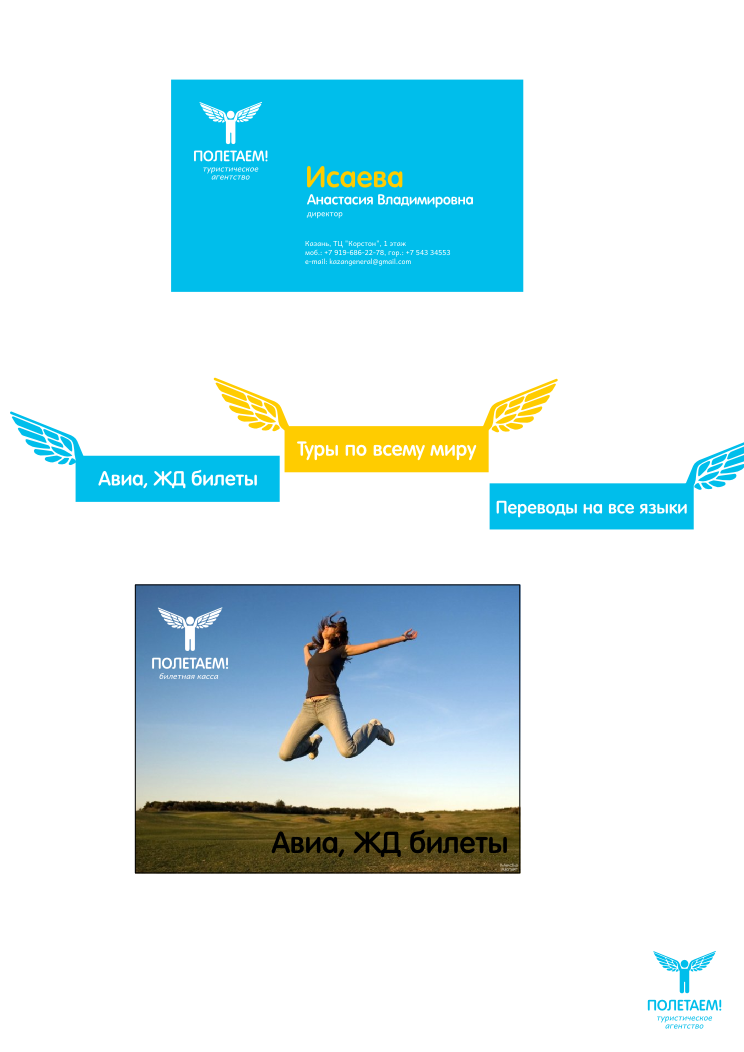 ПОЛЕТАЕМ!
туристическое
агентство
Исаева
Анастасия Владимировна
директор
Казань, ТЦ "Корстон", 1 этаж
моб.: +7 919-686-22-78, гор.: +7 543 34553
e-mail: kazangeneral@gmail.com
Туры по всему миру
Авиа, ЖД билеты
Переводы на все языки
ПОЛЕТАЕМ!
билетная касса
Авиа, ЖД билеты
ПОЛЕТАЕМ!
туристическое
агентство